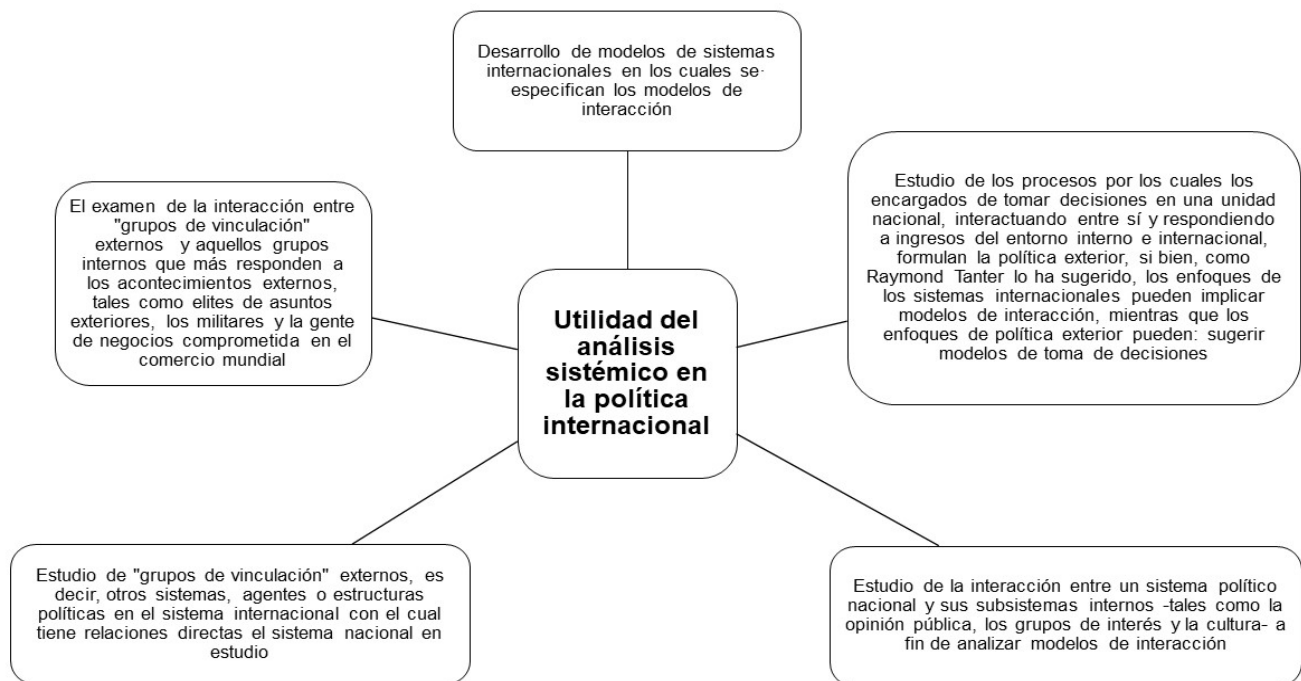 Desarrollo de modelos de sistemas
internacionales en los cuales se·
especifican los modelos de
interacción
El examen de la interacción entre
"grupos de vinculación"
externos y aquellos grupos
internos que más responden a
los acontecimientos externos,
tales como elites de asuntos
exteriores, los militares y la gente
de negocios comprometida en el
comercio mundial
Estudio de los procesos por los cuales los
encargados de tomar decisiones en una unidad
nacional, interactuando entre sí y respondiendo
a ingresos del entorno interno e internacional,
formulan la política exterior, si bien, como
Raymond Tanter lo ha sugerido, los enfoques de
los sistemas internacionales pueden implicar
modelos de interacción, mientras que los
enfoques de política exterior pueden: sugerir
modelos de toma de decisiones
Utilidad del
análisis
sistémico en
la política
internacional
Estudio de "grupos de vinculación" externos, es
decir, otros sistemas, agentes o estructuras
políticas en el sistema internacional con el cual
tiene relaciones directas el sistema nacional en
estudio
Estudio de la interacción entre un sistema político
nacional y sus subsistemas internos -tales como la
opinión pública, los grupos de interés y la cultura- a
fin de analizar modelos de interacción